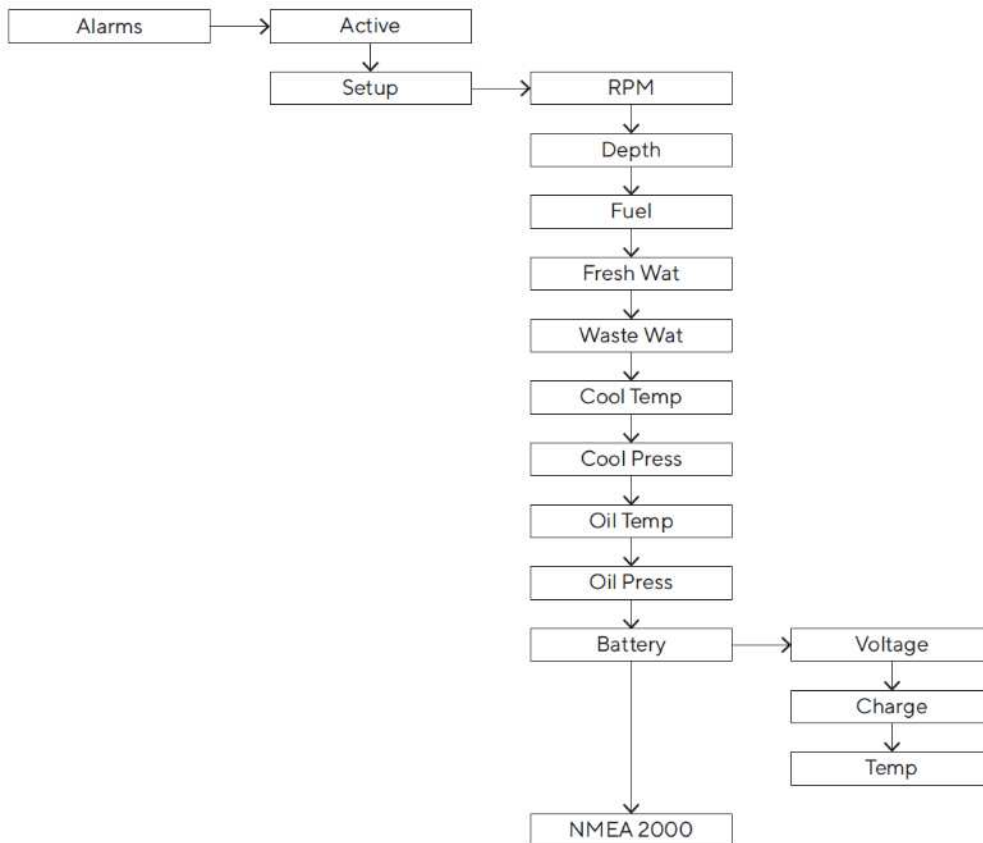 Alarms
Active
Setup
RPM
Depth
Fuel
Fresh Wat
Waste Wat
Cool Temp
Cool Press
Oil Temp
Oil Press
Battery
Voltage
Charge
Temp
NMEA 2000